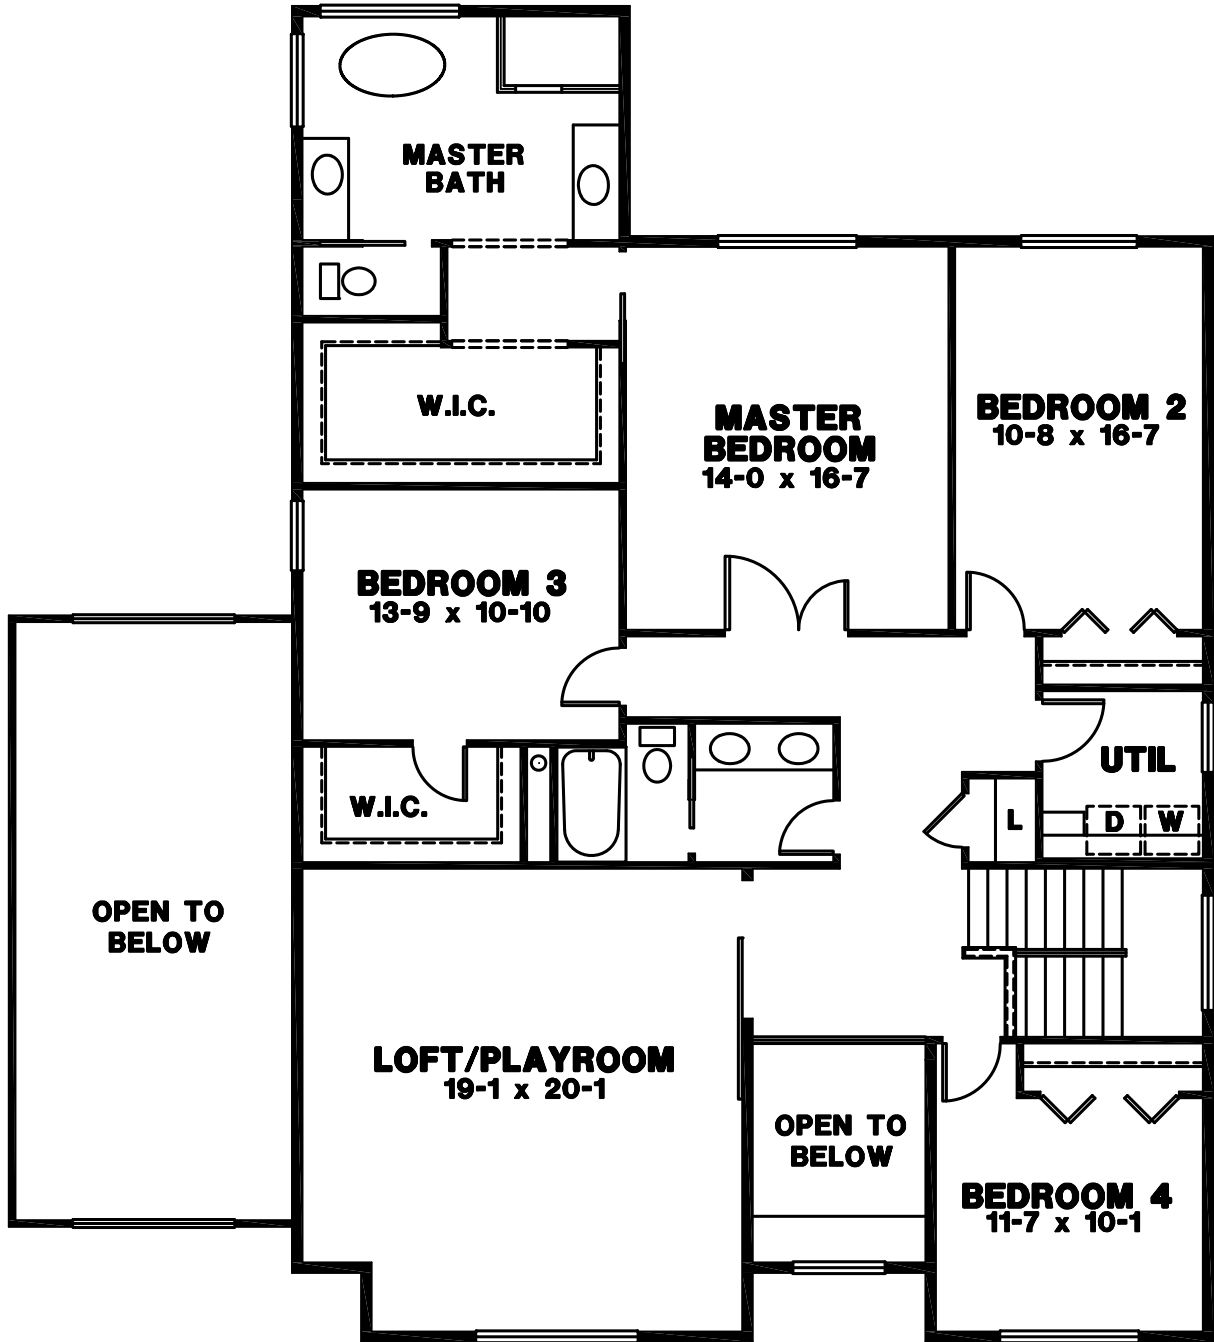 MASTER
BATH
W.I.C.
MASTER
BEDROOM
14-0 x 16-7
BEDROOM 2
10-8 x 16-7
BEDROOM 3
13-9 x 10-10
W.I.C.
UTIL
L
D
W
OPEN TO
BELOW
LOFT/PLAYROOM
19-1 x 20-1
OPEN TO
BELOW
BEDROOM 4
11-7 x 10-1